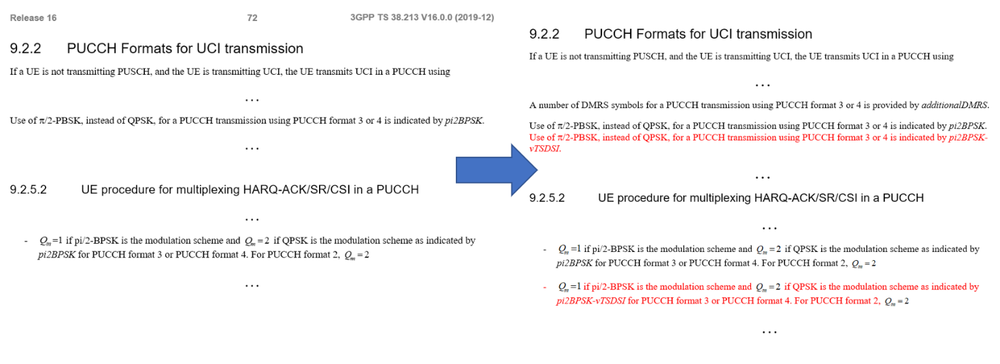 Release 16 72 3GPP TS 38.213 V16.0.0 (2019-12)
9.2.2 PUCCH Formats for UCI transmission
If a UE is not transmitting PUSCH, and the UE is transmitting UCI, the UE transmits UCI in a PUCCH using
...
Use of π/2-PBSK, instead of QPSK, for a PUCCH transmission using PUCCH format 3 or 4 is indicated by pi2BPSK.
...
9.2.5.2 UE procedure for multiplexing HARQ-ACK/SR/CSI in a PUCCH
...
- Qm=1 if pi/2-BPSK is the modulation scheme and Qm=2 if QPSK is the modulation scheme as indicated by
pi2BPSK for PUCCH format 3 or PUCCH format 4. For PUCCH format 2, Qm=2
...
9.2.2 PUCCH Formats for UCI transmission
If a UE is not transmitting PUSCH, and the UE is transmitting UCI, the UE transmits UCI in a PUCCH using
...
A number of DMRS symbols for a PUCCH transmission using PUCCH format 3 or 4 is provided by additionalDMRS.
Use of π/2-PBSK, instead of QPSK, for a PUCCH transmission using PUCCH format 3 or 4 is indicated by pi2BPSK.
Use of π/2-PBSK, instead of QPSK, for a PUCCH transmission using PUCCH format 3 or 4 is indicated by pi2BPSK-
vTSDSI.
...
9.2.5.2 UE procedure for multiplexing HARQ-ACK/SR/CSI in a PUCCH
...
- Qm=1 if pi/2-BPSK is the modulation scheme and Qm=2 if QPSK is the modulation scheme as indicated by
pi2BPSK for PUCCH format 3 or PUCCH format 4. For PUCCH format 2, Qm=2
- Qm=1 if pi/2-BPSK is the modulation scheme and Qm=2 if QPSK is the modulation scheme as indicated by
pi2BPSK-vTSDSI for PUCCH format 3 or PUCCH format 4. For PUCCH format 2, Qm=2
...